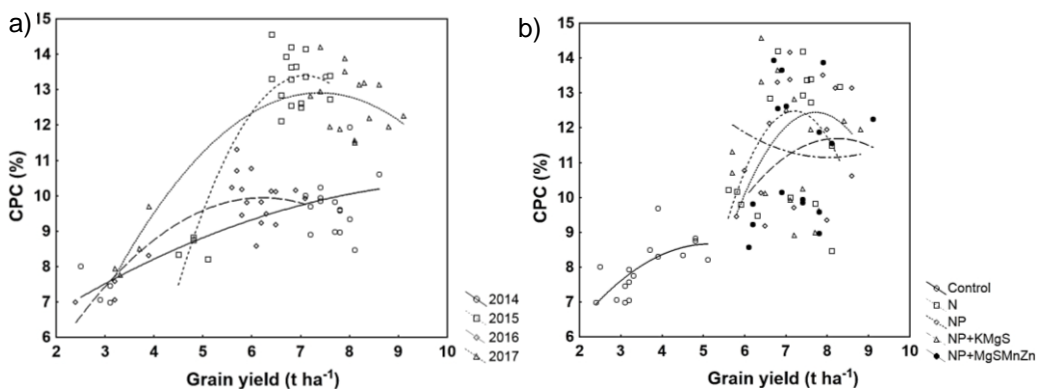 a)
CPC (%)
15
14
13
12
11
10
9
8
7
6
2 3 4 5 6 7 8 9 10
Grain yield (t ha⁻¹)
2014
2015
2016
2017
b)
CPC (%)
15
14
13
12
11
10
9
8
7
6
2 3 4 5 6 7 8 9 10
Grain yield (t ha⁻¹)
Control
N
NP
NP+KMgS
NP+MgSMnZn